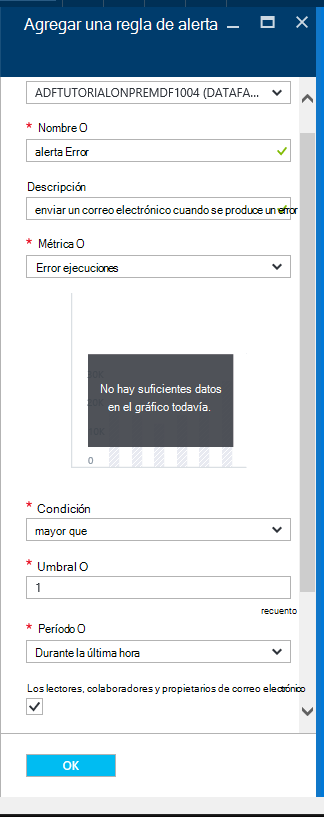 Agregar una regla de alerta
ADFTUTORIALONPREMDF1004 (DATAFA...
* Nombre O
alerta Error
Descripción
enviar un correo electrónico cuando se produce un error
* Métrica O
Error ejecuciones
No hay suficientes datos
en el gráfico todavía.
0
* Condición
mayor que
* Umbral O
1
recuento
* Período O
Durante la última hora
Los lectores, colaboradores y propietarios de correo electrónico
OK